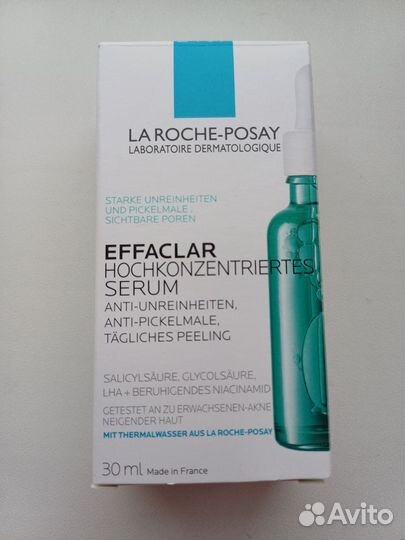 LA ROCHE-POSAY
LABORATOIRE DERMATOLOGIQUE
STARKE UNREINHEITEN
UND PICKELMALE,
SICHTBARE POREN
EFFACLAR
HOCHKONZENTRIERTES
SERUM
ANTI-UNREINHEITEN,
ANTI-PICKELMALE,
TÄGLICHES PEELING
SALICYLSÄURE, GLYCOLSÄURE,
LHA + BERUHIGENDES NIACINAMID
GETESTET AN ZU ERWACHSENEN-AKNE
NEIGENDER HAUT
MIT THERMALWASSER AUS LA ROCHE-POSAY
30 ml Made in France
Avito